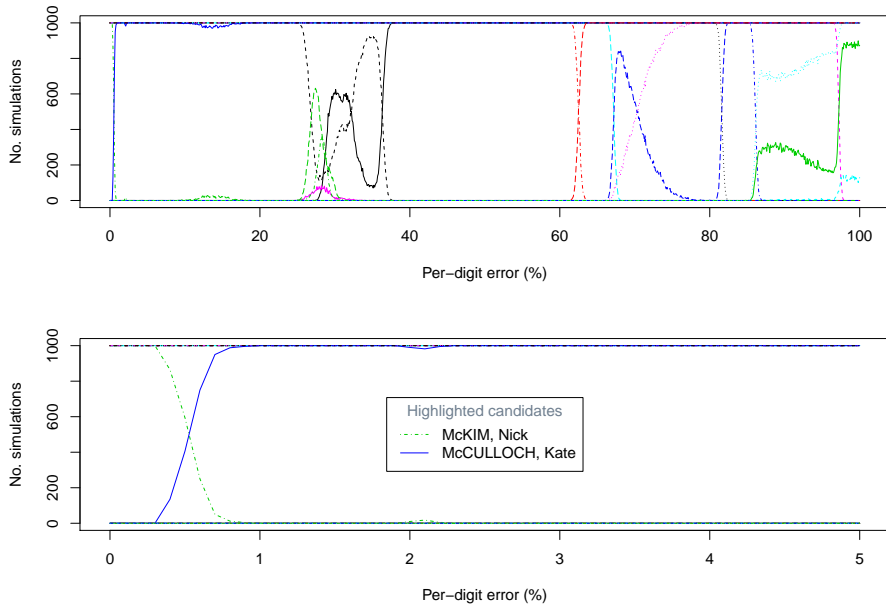 No. simulations
1000
600
200
0
0
20
40
60
80
100
Per−digit error (%)
No. simulations
1000
600
200
0
Highlighted candidates
McKIM, Nick
McCULLOCH, Kate
0
1
2
3
4
5
Per−digit error (%)